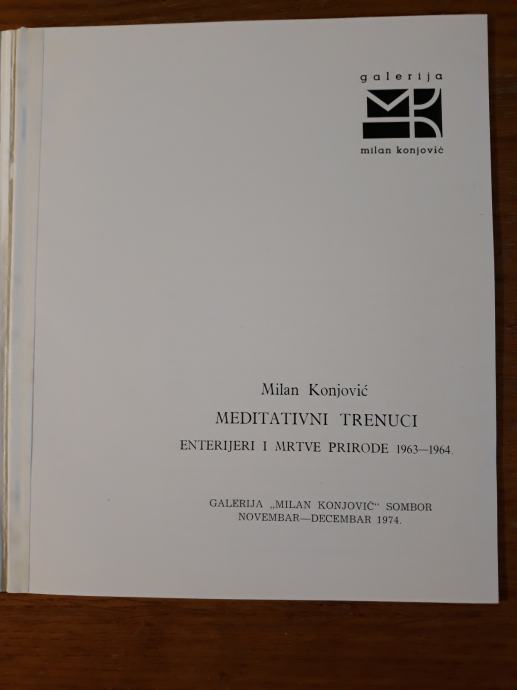 galerija
MK
milan konjović
Milan Konjović
MEDITATIVNI TRENUCI
ENTERIJERI I MRTVE PRIRODE 1963—1964.
GALERIJA „MILAN KONJOVIĆ“ SOMBOR
NOVEMBAR—DECEMBAR 1974.